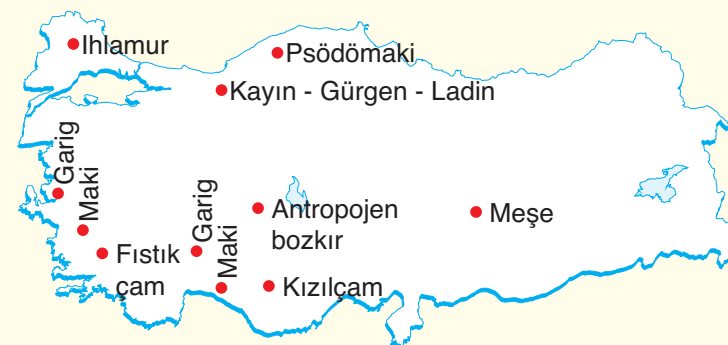 Ihlamur
Psödömaki
Kayın - Gürgen - Ladin
Garig
Maki
Fıstık
çam
Garig
Maki
Antropojen
bozkır
Kızılçam
Meşe